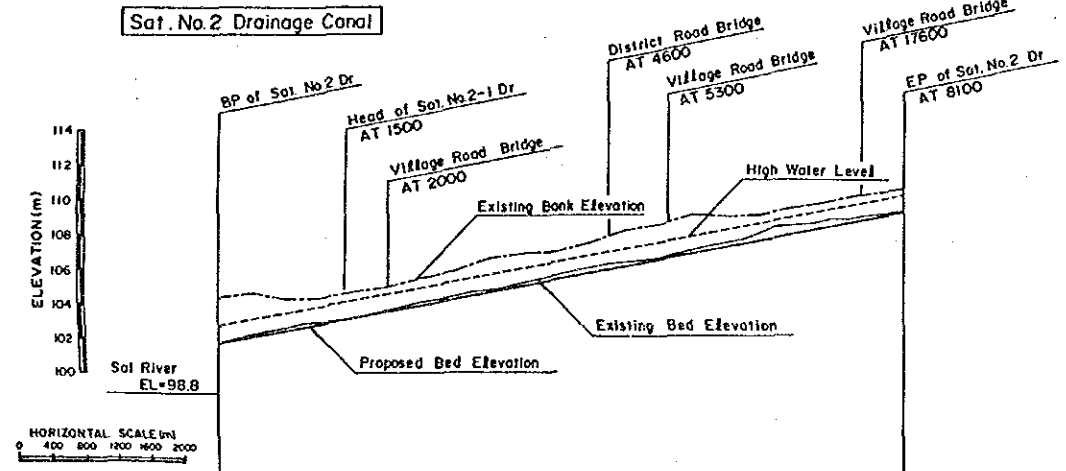 Sat. No.2 Drainage Canal
BP of Sat. No 2 Dr
Head of Sat. No.2-1 Dr
AT 1500
Village Road Bridge
AT 2000
District Road Bridge
AT 4600
Village Road Bridge
AT 5300
Village Road Bridge
AT 17600
EP of Sat. No. 2 Dr
AT 8100
High Water Level
Existing Bank Elevation
Existing Bed Elevation
Proposed Bed Elevation
ELEVATION (m)
114
112
110
108
106
104
102
100
Sai River
EL=98.8
HORIZONTAL SCALE (m)
0 400 800 1200 1600 2000